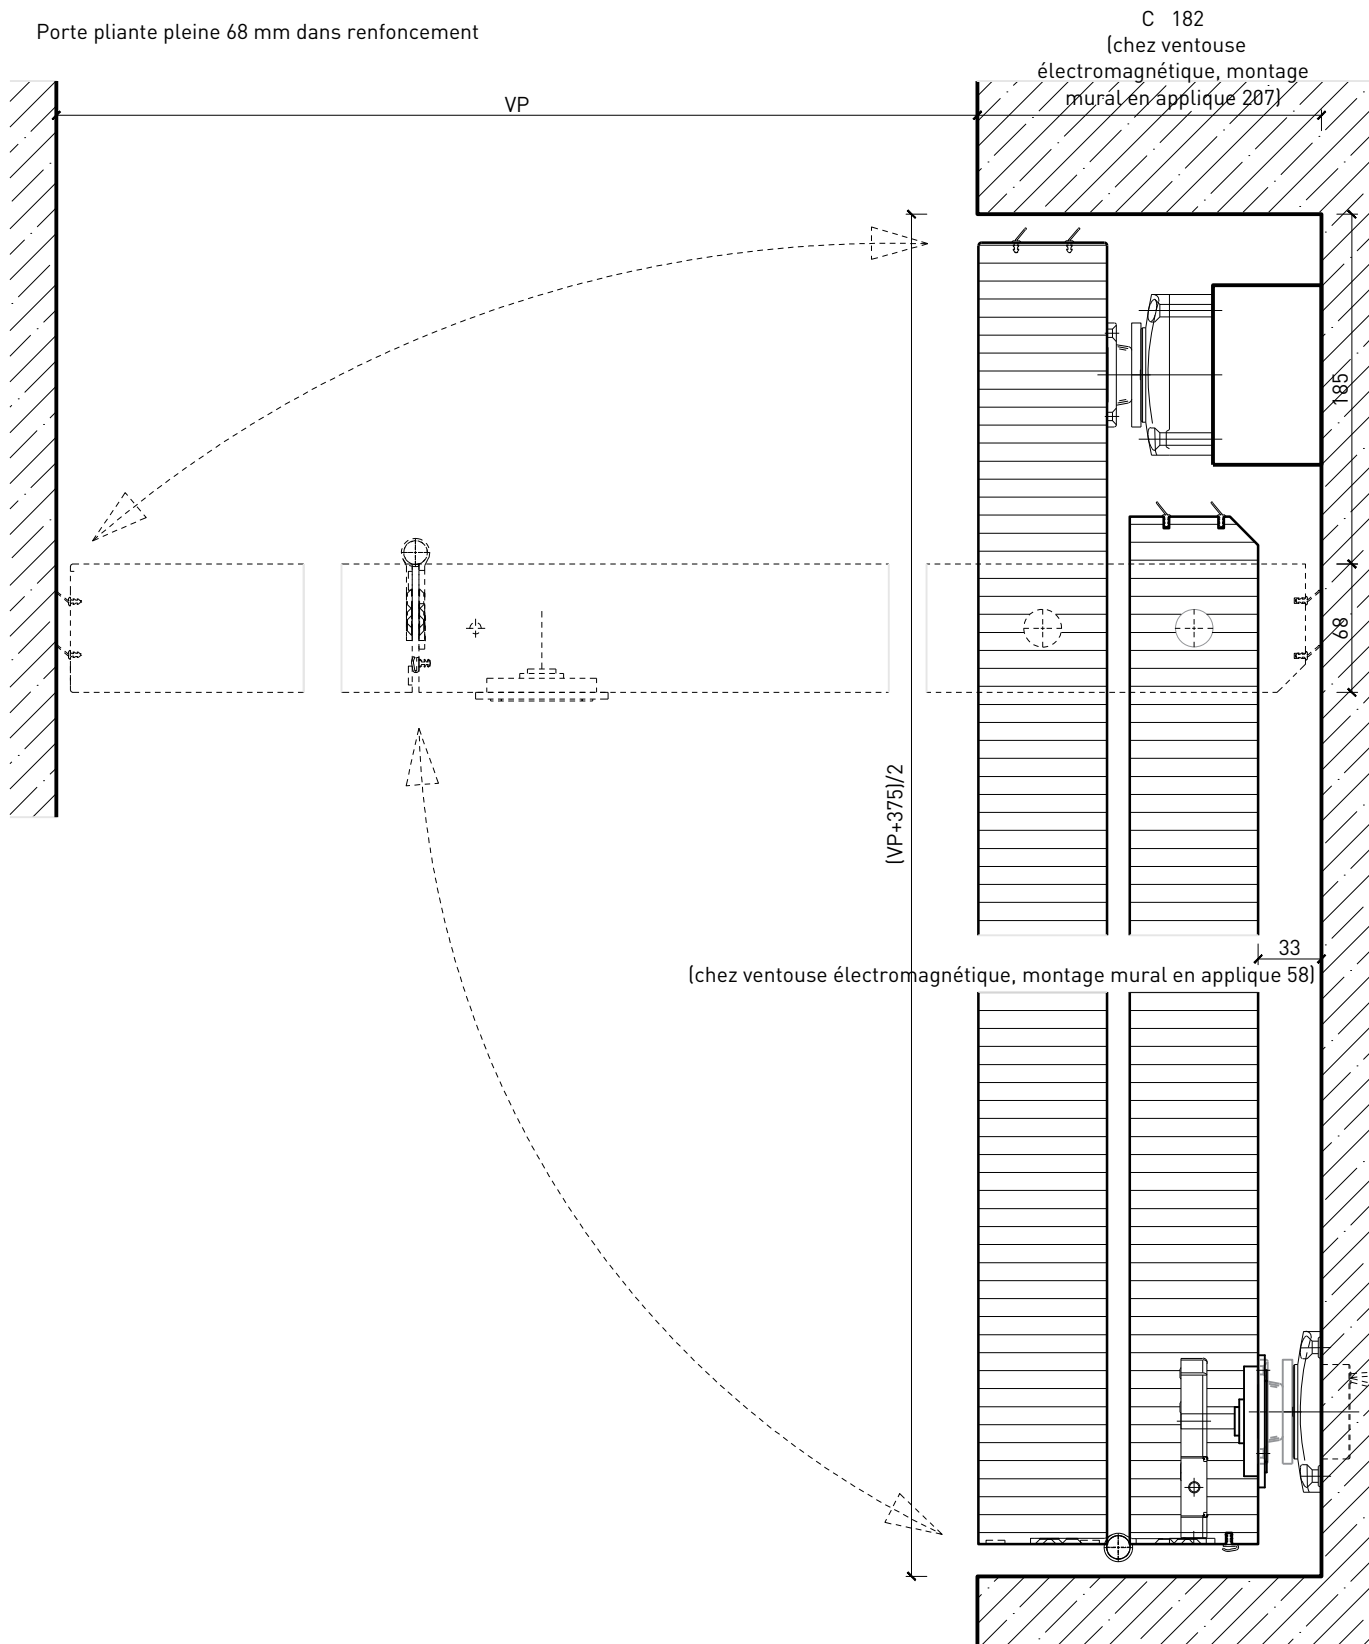 Porte pliante pleine 68 mm dans renfoncement
C 182
(chez ventouse
électromagnétique, montage
mural en applique 207)
VP
185
68
(VP+375)/2
33
(chez ventouse électromagnétique, montage mural en applique 58)